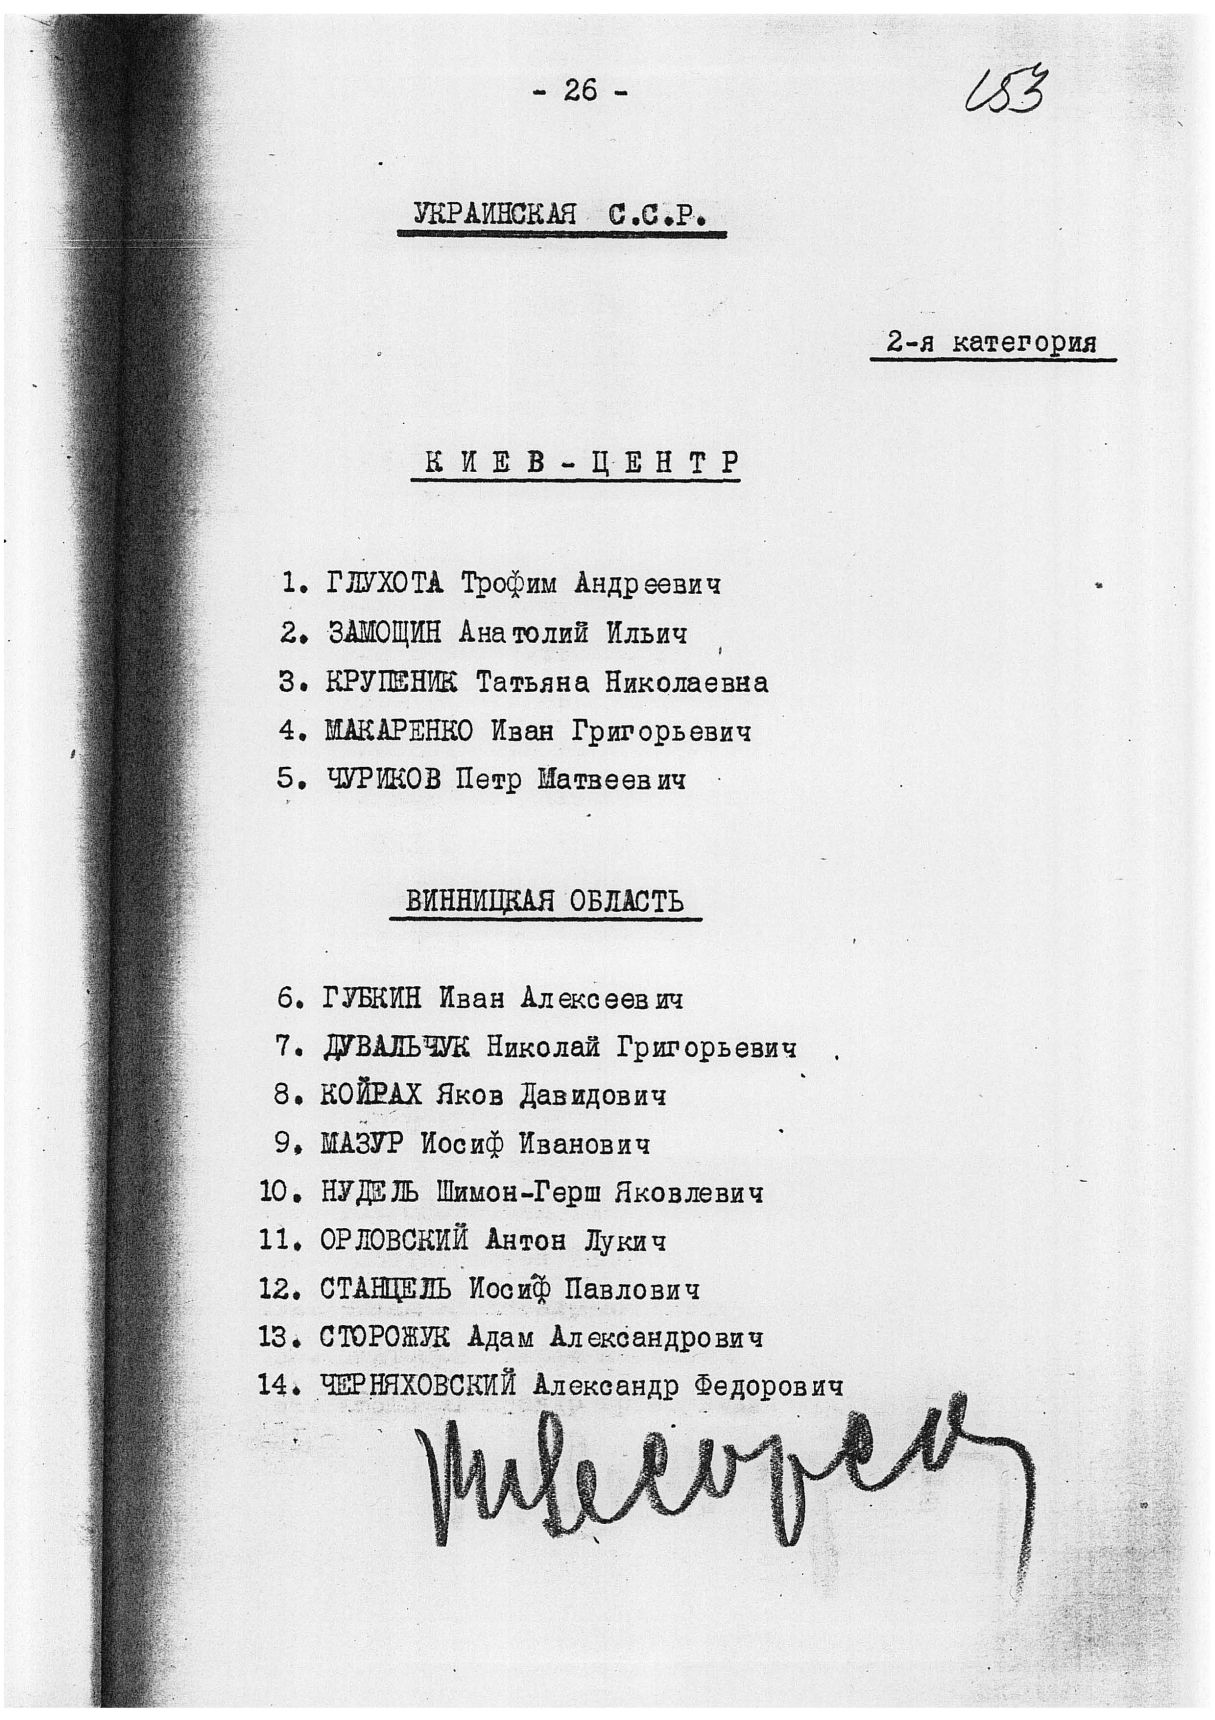 - 26 -
153
УКРАИНСКАЯ С.С.Р.
2-я категория
КИЕВ-ЦЕНТР
1. ГЛУХОТА Трофим Андреевич
2. ЗАМОЩИН Анатолий Ильич
3. КРУПЕНИК Татьяна Николаевна
4. МАКАРЕНКО Иван Григорьевич
5. ЧУРИКОВ Петр Матвеевич
ВИННИЦКАЯ ОБЛАСТЬ
6. ГУБКИН Иван Алексеевич
7. ДУВАЛЬЧУК Николай Григорьевич
8. КОЙРАХ Яков Давидович
9. МАЗУР Иосиф Иванович
10. НУДЕЛЬ Шимон-Герш Яковлевич
11. ОРЛОВСКИЙ Антон Лукич
12. СТАНЦЕЛЬ Иосиф Павлович
13. СТОРОЖУК Адам Александрович
14. ЧЕРНЯХОВСКИЙ Александр Федорович